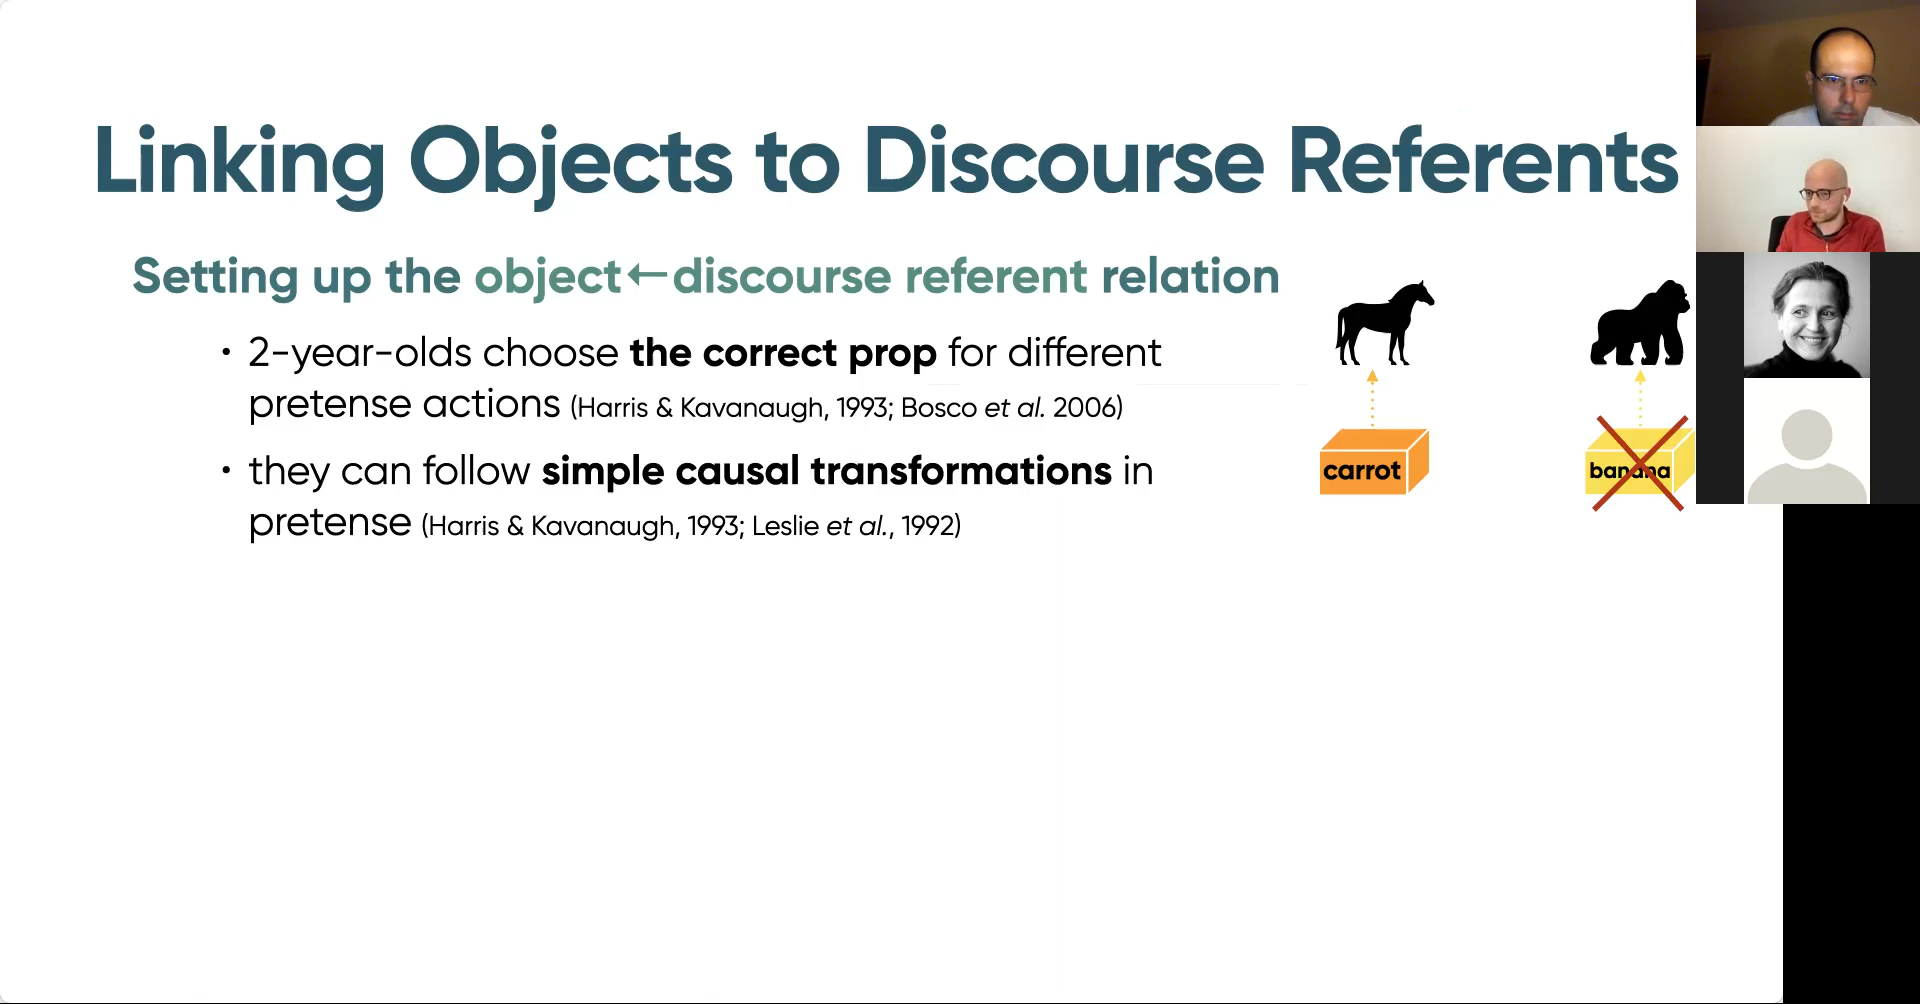 Linking Objects to Discourse Referents
Setting up the object←discourse referent relation
• 2-year-olds choose the correct prop for different
pretense actions (Harris & Kavanaugh, 1993; Bosco et al. 2006)
• they can follow simple causal transformations in
pretense (Harris & Kavanaugh, 1993; Leslie et al., 1992)
carrot
banana